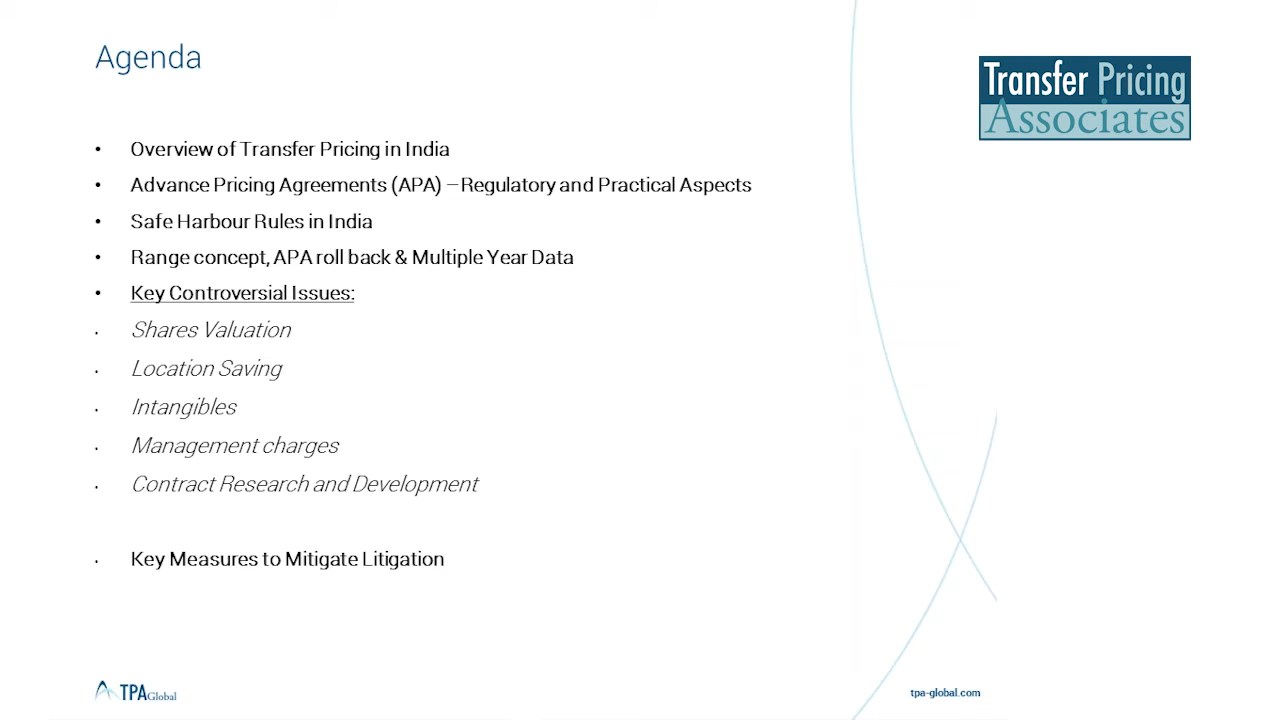 Agenda
Transfer Pricing
Associates
• Overview of Transfer Pricing in India
• Advance Pricing Agreements (APA) – Regulatory and Practical Aspects
• Safe Harbour Rules in India
• Range concept, APA roll back & Multiple Year Data
• Key Controversial Issues:
• Shares Valuation
• Location Saving
• Intangibles
• Management charges
• Contract Research and Development
• Key Measures to Mitigate Litigation
TPA Global
tpa-global.com